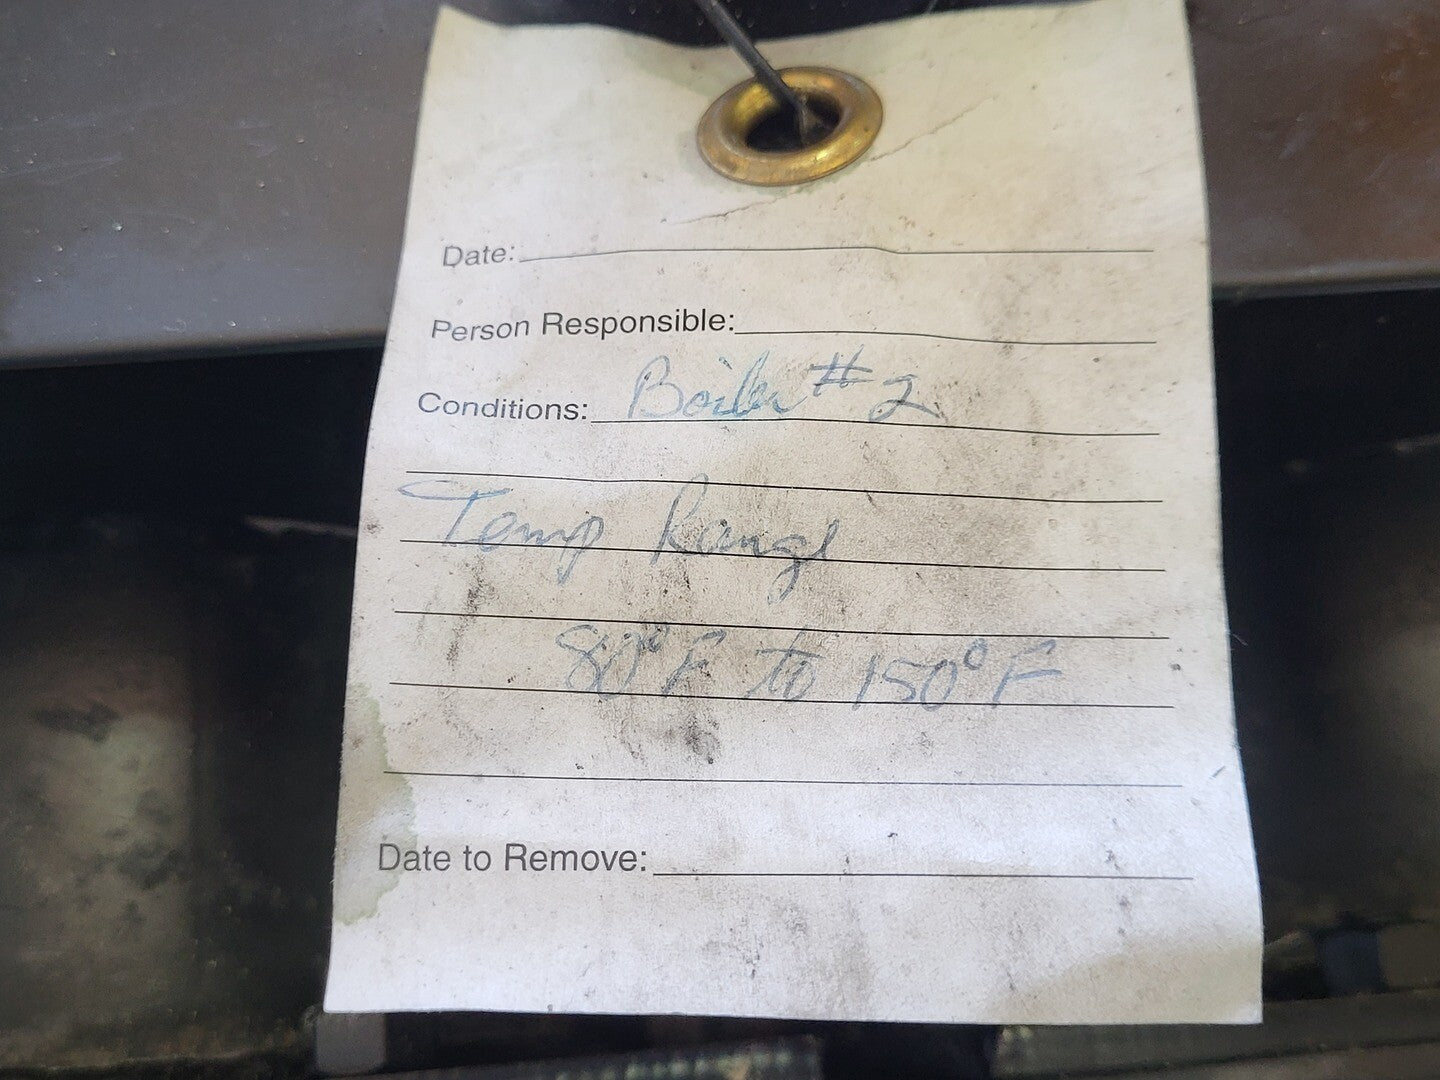 Date:
Person Responsible:
Conditions: Boiler #2
Temp Range
80°F to 150°F
Date to Remove: